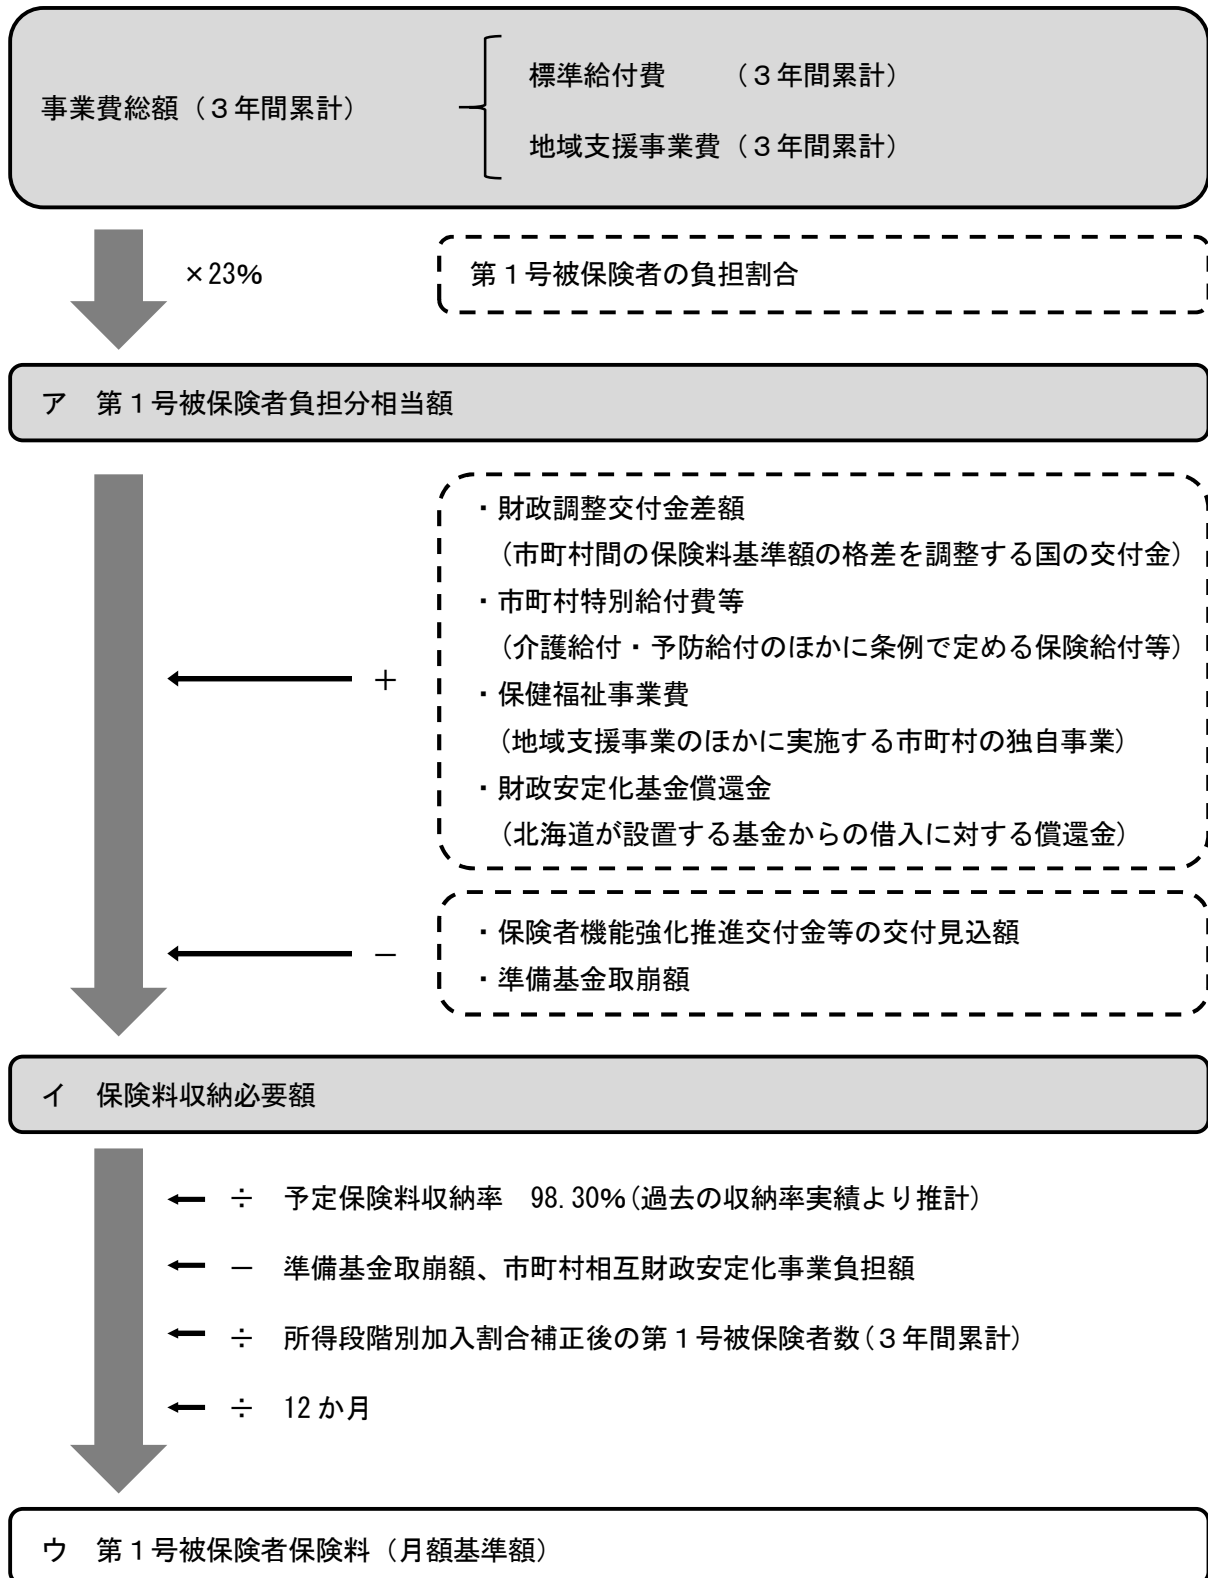 事業費総額（３年間累計）
標準給付費　　（３年間累計）
地域支援事業費（３年間累計）
×23%
第１号被保険者の負担割合
ア　第１号被保険者負担分相当額
・財政調整交付金差額
（市町村間の保険料基準額の格差を調整する国の交付金）
・市町村特別給付費等
（介護給付・予防給付のほかに条例で定める保険給付等）
＋
・保健福祉事業費
（地域支援事業のほかに実施する市町村の独自事業）
・財政安定化基金償還金
（北海道が設置する基金からの借入に対する償還金）
・保険者機能強化推進交付金等の交付見込額
－
・準備基金取崩額
イ　保険料収納必要額
÷　予定保険料収納率　98.30%(過去の収納率実績より推計)
－　準備基金取崩額、市町村相互財政安定化事業負担額
÷　所得段階別加入割合補正後の第１号被保険者数(３年間累計)
÷　12か月
ウ　第１号被保険者保険料（月額基準額）